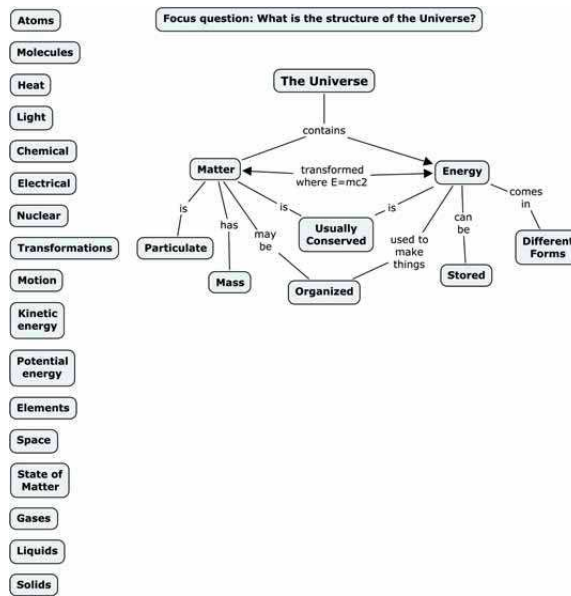 Focus question: What is the structure of the Universe?
Atoms
Molecules
Heat
Light
Chemical
Electrical
Nuclear
Transformations
Motion
Kinetic
energy
Potential
energy
Elements
Space
State of
Matter
Gases
Liquids
Solids
The Universe
contains
Matter
transformed
where E=mc2
Energy
is
has
may
be
is
is
used to
make
things
can
be
comes
in
Particulate
Mass
Usually
Conserved
Organized
Stored
Different
Forms